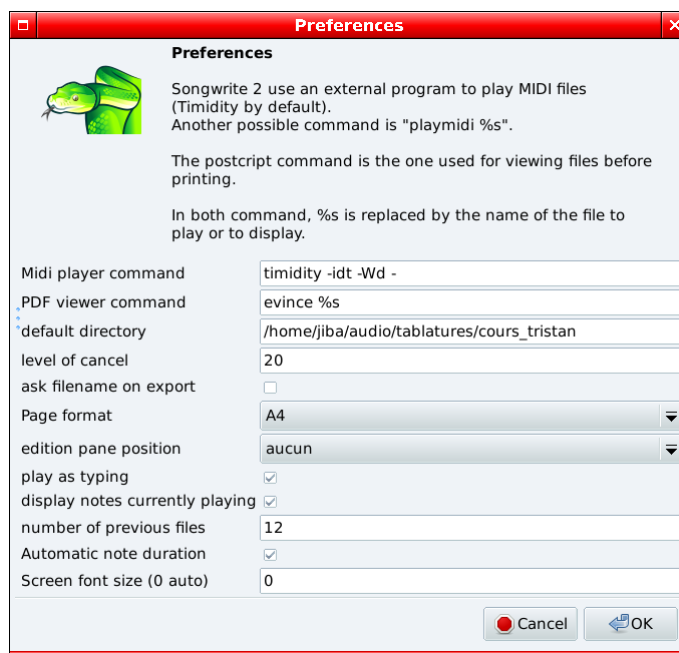 Preferences
Preferences
Songwrite 2 use an external program to play MIDI files
(Timidity by default).
Another possible command is "playmidi %s".
The postcript command is the one used for viewing files before
printing.
In both command, %s is replaced by the name of the file to
play or to display.
Midi player command timidity -idt -Wd -
PDF viewer command evince %s
default directory /home/jiba/audio/tablatures/cours_tristan
level of cancel 20
ask filename on export
Page format A4
edition pane position aucun
play as typing
display notes currently playing
number of previous files 12
Automatic note duration
Screen font size (0 auto) 0
Cancel OK